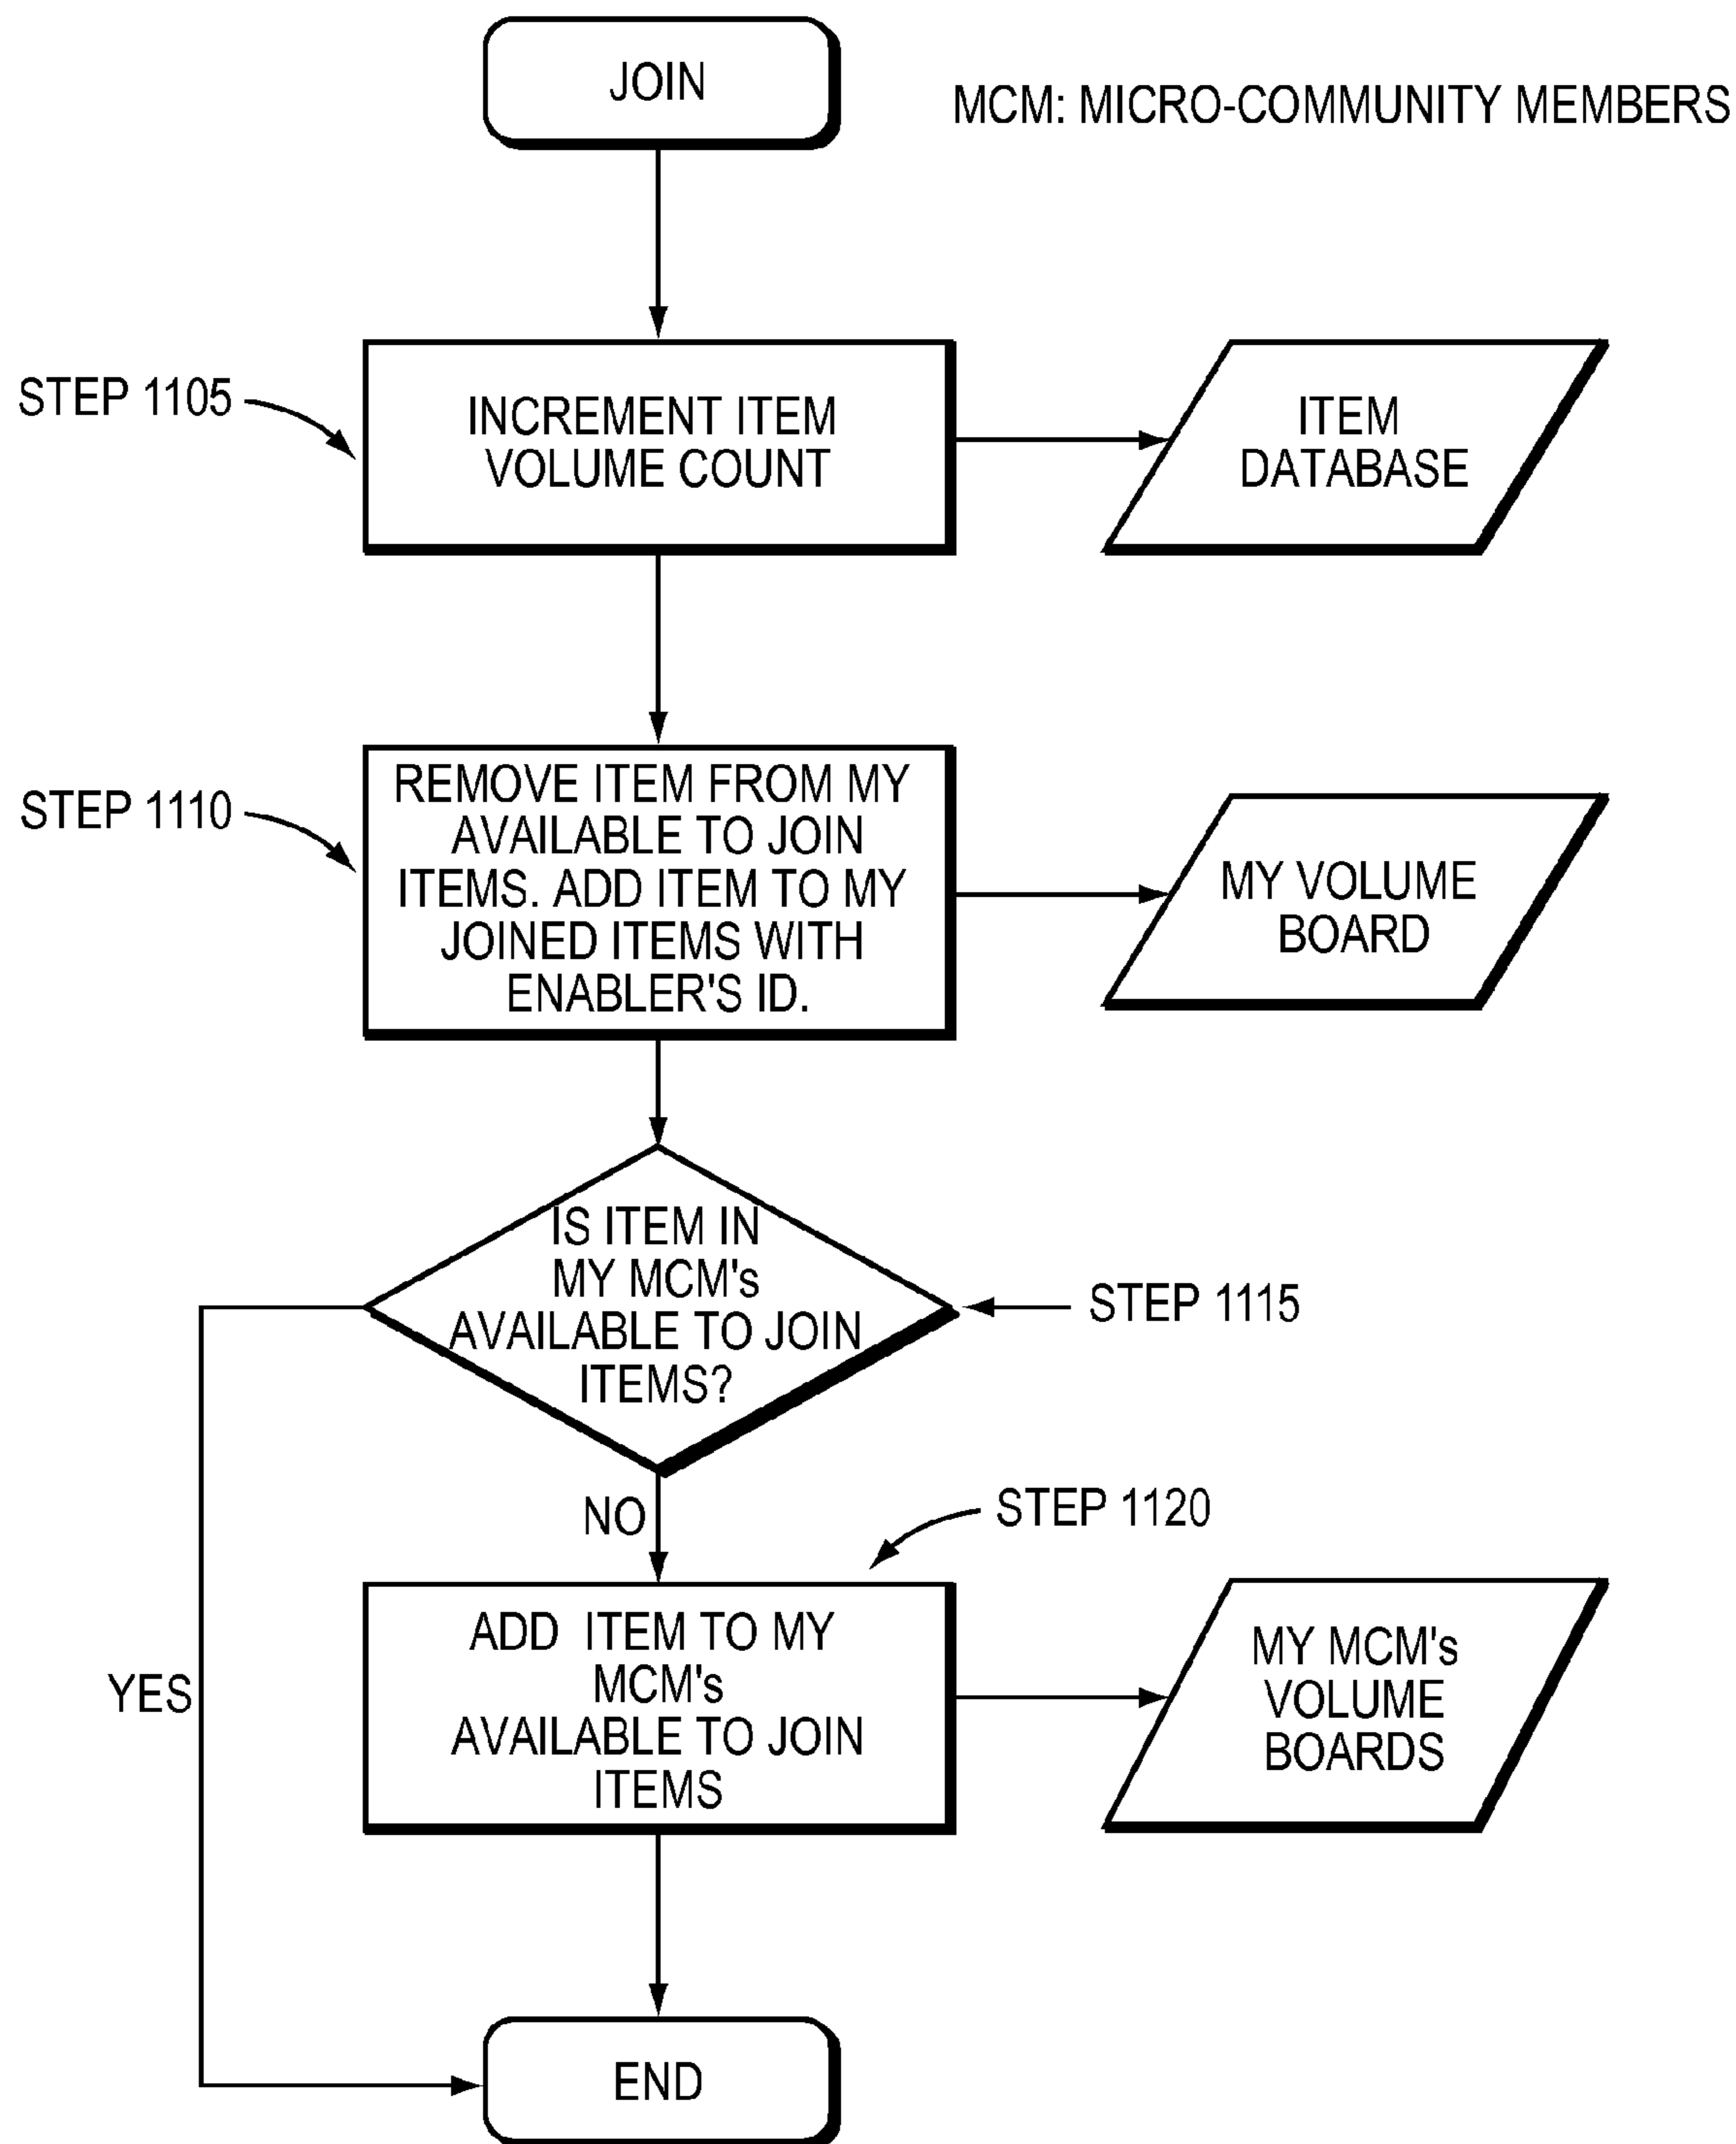 JOIN
MCM: MICRO-COMMUNITY MEMBERS
STEP 1105
INCREMENT ITEM
VOLUME COUNT
ITEM
DATABASE
STEP 1110
REMOVE ITEM FROM MY
AVAILABLE TO JOIN
ITEMS. ADD ITEM TO MY
JOINED ITEMS WITH
ENABLER'S ID.
MY VOLUME
BOARD
IS ITEM IN
MY MCM's
AVAILABLE TO JOIN
ITEMS?
STEP 1115
NO
STEP 1120
ADD ITEM TO MY
MCM's
AVAILABLE TO JOIN
ITEMS
MY MCM's
VOLUME
BOARDS
YES
END